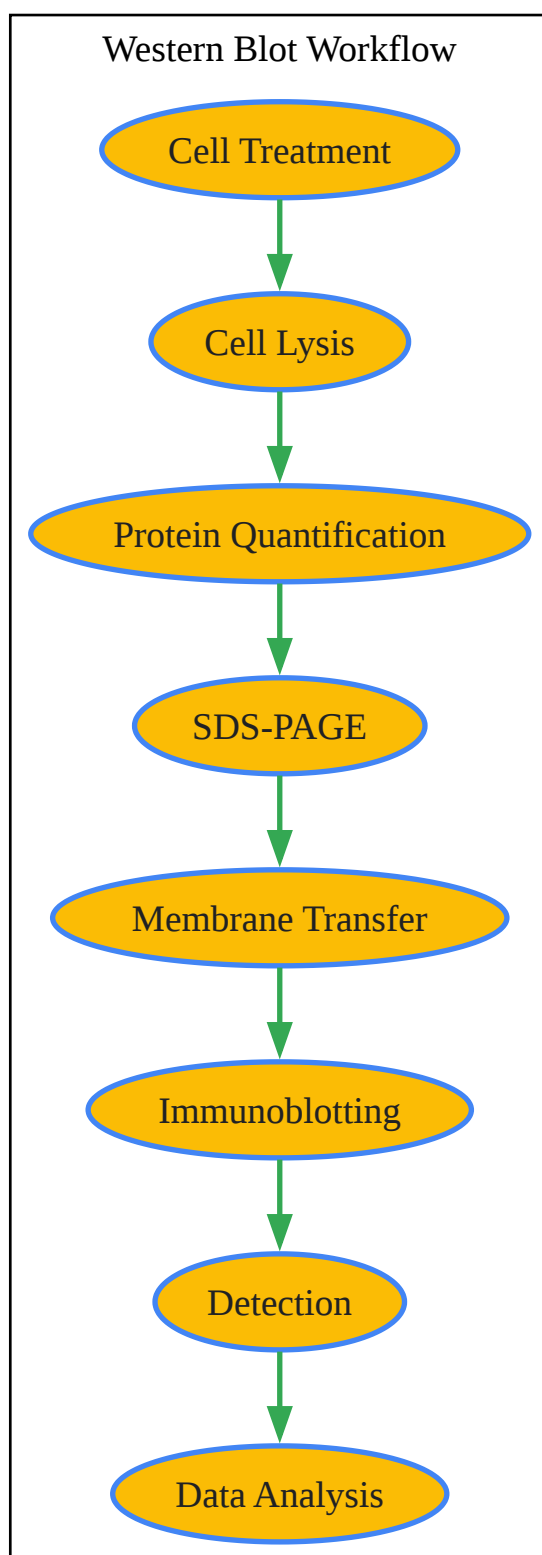 Western Blot Workflow
Cell Treatment
Cell Lysis
Protein Quantification
SDS-PAGE
Membrane Transfer
Immunoblotting
Detection
Data Analysis